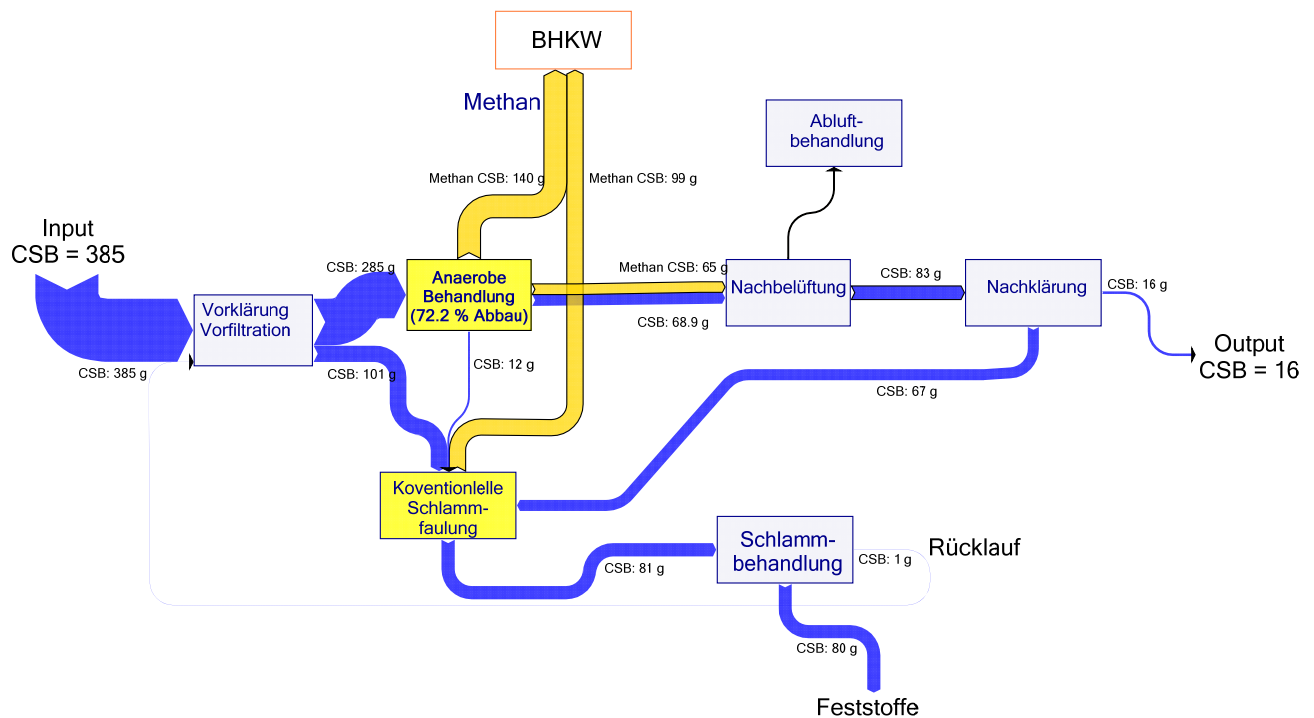 BHKW
Methan
Abluft-
behandlung
Methan CSB: 140 g
Methan CSB: 99 g
Input
CSB = 385
CSB: 285 g
Anaerobe
Behandlung
(72.2 % Abbau)
Methan CSB: 65 g
Nachbelüftung
CSB: 83 g
Nachklärung
CSB: 16 g
Vorklärung
Vorfiltration
CSB: 68.9 g
Output
CSB = 16
CSB: 385 g
CSB: 101 g
CSB: 12 g
CSB: 67 g
Koventionlelle
Schlamm-
faulung
Schlamm-
behandlung
Rücklauf
CSB: 1 g
CSB: 81 g
CSB: 80 g
Feststoffe